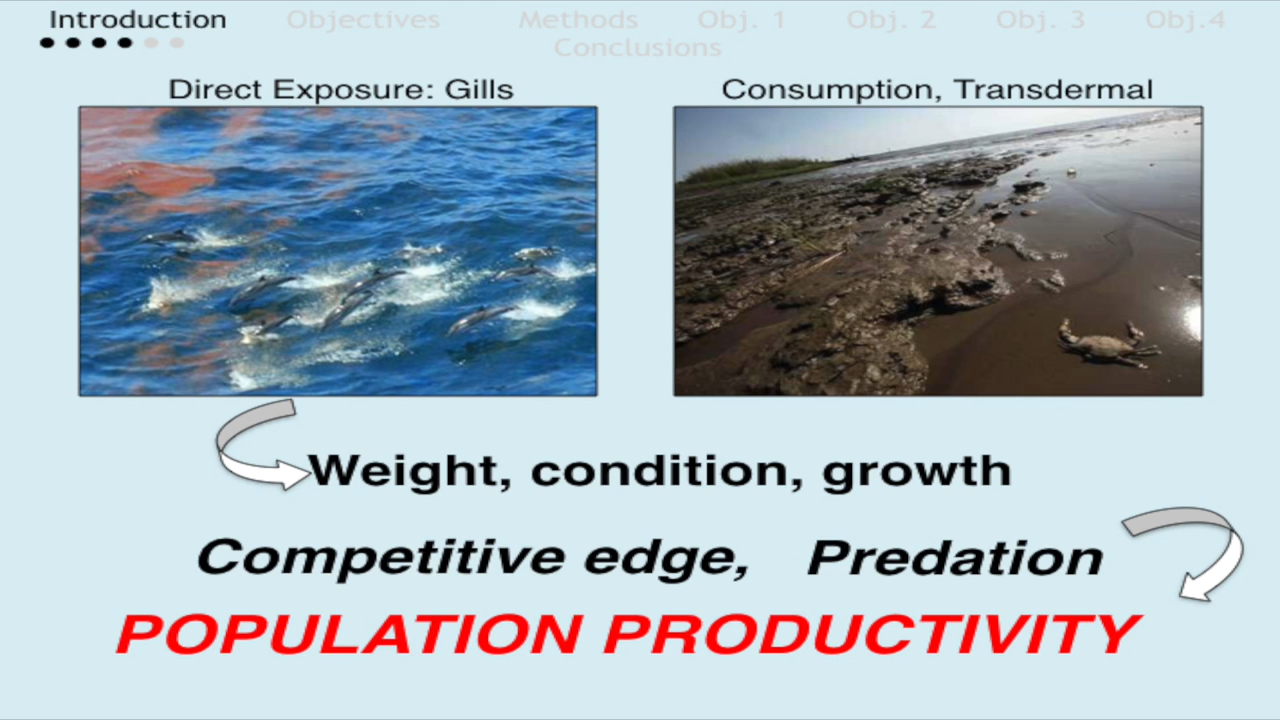 Introduction Objectives Methods Obj. 1 Obj. 2 Obj. 3 Obj.4
Conclusions
Direct Exposure: Gills
Consumption, Transdermal
Weight, condition, growth
Competitive edge, Predation
POPULATION PRODUCTIVITY